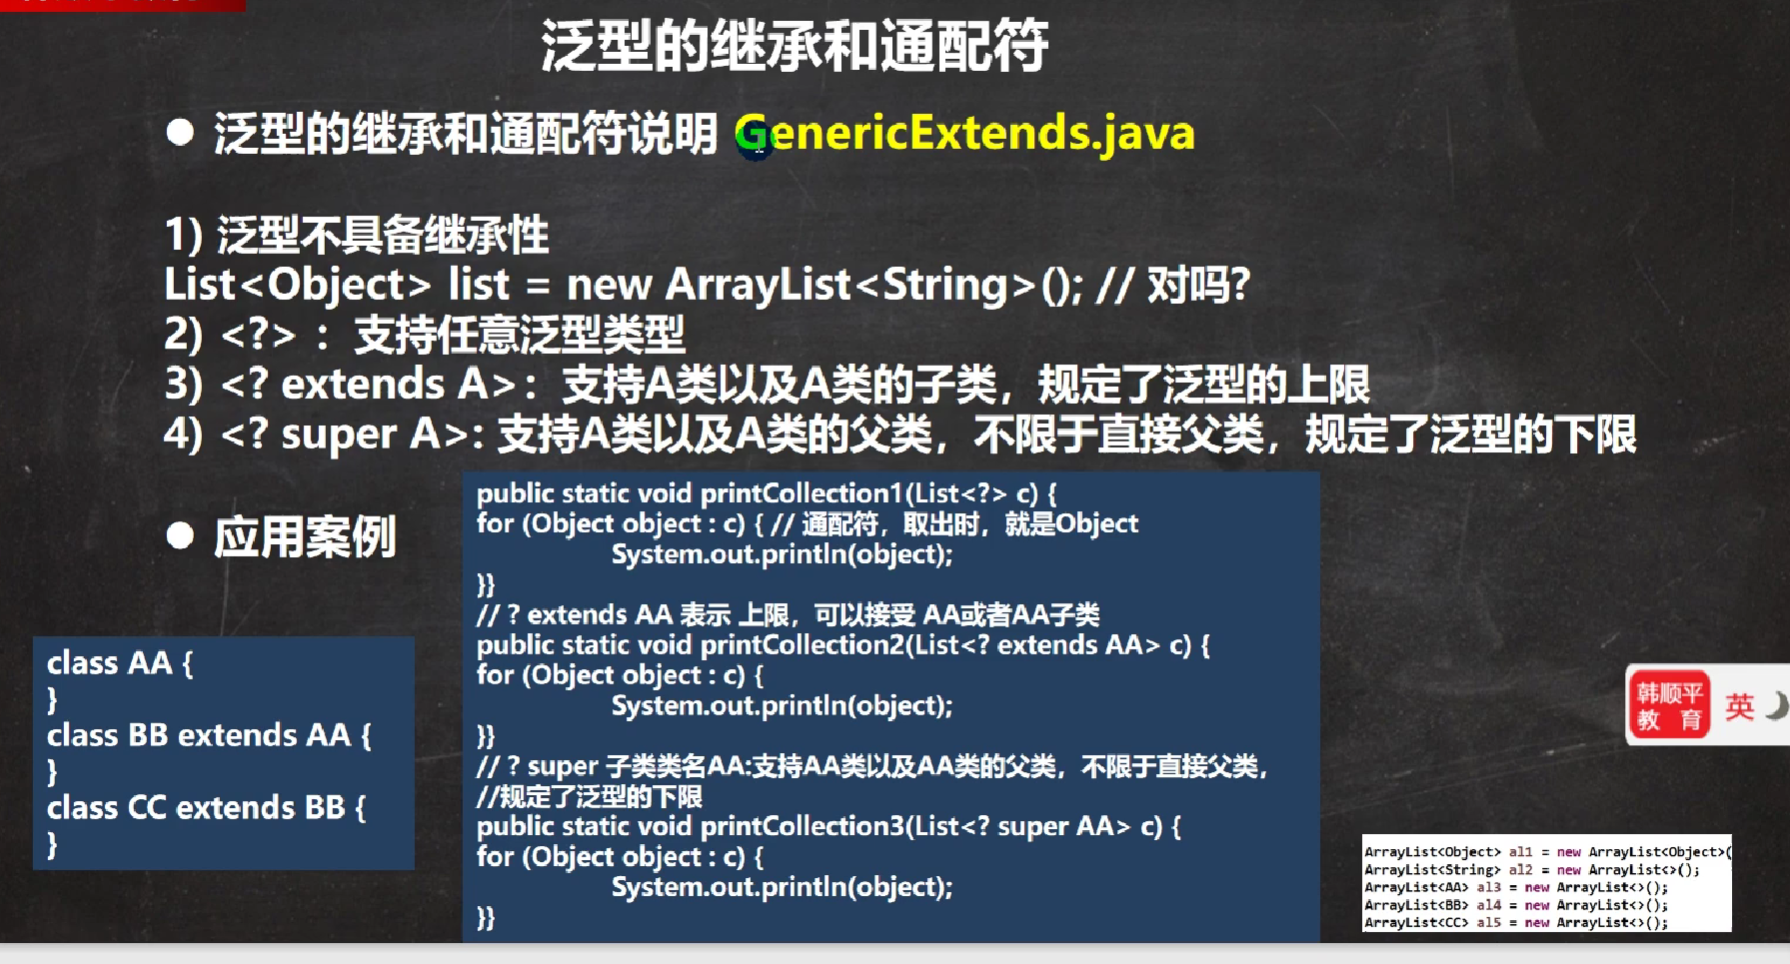 泛型的继承和通配符
● 泛型的继承和通配符说明 GenericExtends.java
1) 泛型不具备继承性
List<Object> list = new ArrayList<String>(); // 对吗?
2) <?> ：支持任意泛型类型
3) <? extends A>：支持A类以及A类的子类，规定了泛型的上限
4) <? super A>: 支持A类以及A类的父类，不限于直接父类，规定了泛型的下限
● 应用案例
class AA {
}
class BB extends AA {
}
class CC extends BB {
}
public static void printCollection1(List<?> c) {
for (Object object : c) { // 通配符，取出时，就是Object
System.out.println(object);
}}
// ? extends AA 表示 上限，可以接受 AA或者AA子类
public static void printCollection2(List<? extends AA> c) {
for (Object object : c) {
System.out.println(object);
}}
// ? super 子类类名AA:支持AA类以及AA类的父类，不限于直接父类，
//规定了泛型的下限
public static void printCollection3(List<? super AA> c) {
for (Object object : c) {
System.out.println(object);
}}
韩顺平
教 育
英
ArrayList<Object> al1 = new ArrayList<Object>(
ArrayList<String> al2 = new ArrayList<>();
ArrayList<AA> al3 = new ArrayList<>();
ArrayList<BB> al4 = new ArrayList<>();
ArrayList<CC> al5 = new ArrayList<>();